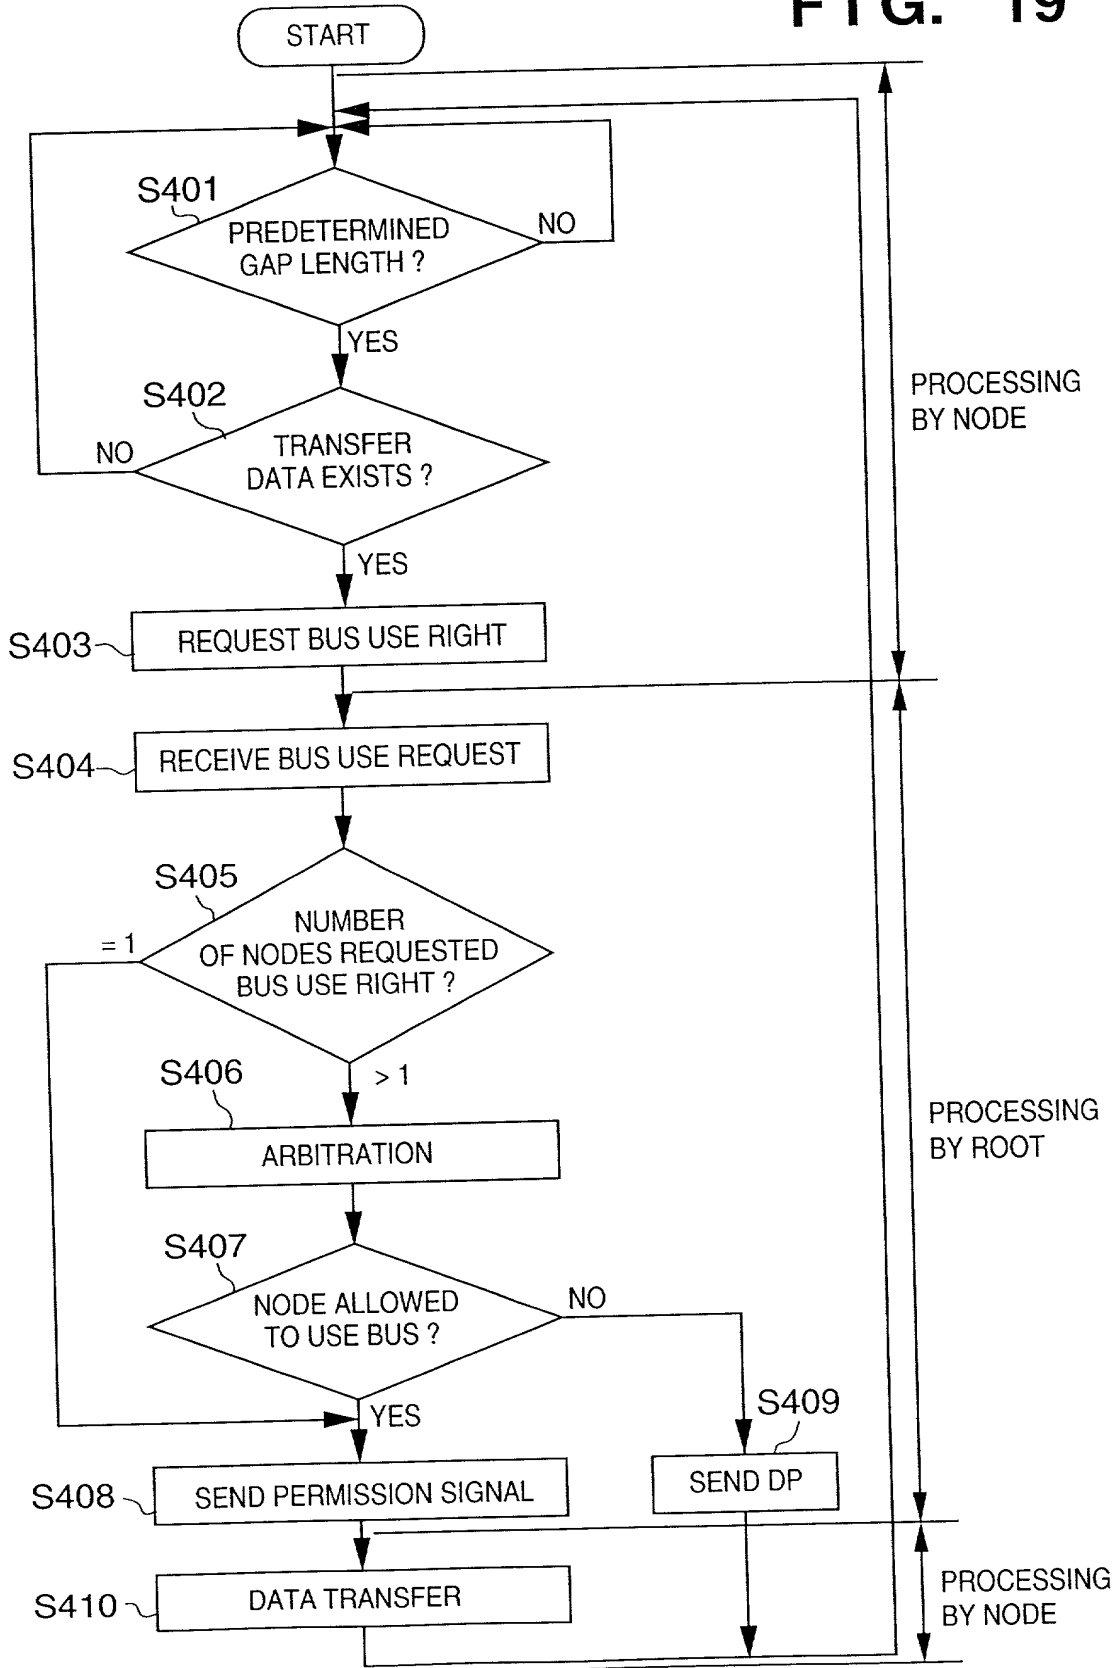 FIG. 19
START
S401
PREDETERMINED
GAP LENGTH ?
NO
YES
S402
TRANSFER
DATA EXISTS ?
NO
YES
PROCESSING
BY NODE
S403
REQUEST BUS USE RIGHT
S404
RECEIVE BUS USE REQUEST
S405
NUMBER
OF NODES REQUESTED
BUS USE RIGHT ?
= 1
> 1
S406
ARBITRATION
PROCESSING
BY ROOT
S407
NODE ALLOWED
TO USE BUS ?
NO
YES
S408
SEND PERMISSION SIGNAL
S409
SEND DP
S410
DATA TRANSFER
PROCESSING
BY NODE